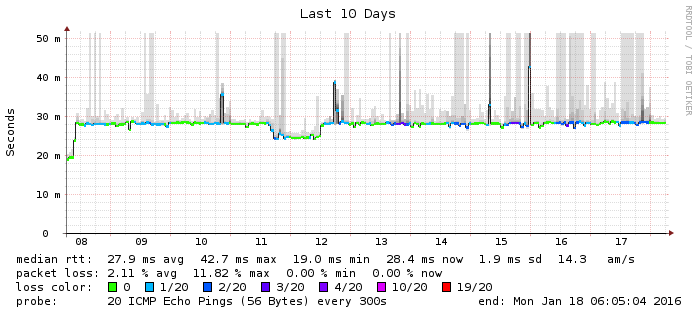 Last 10 Days
RRDTOOL / TOBI OETIKER
Seconds
50 m
40 m
30 m
20 m
10 m
0
08 09 10 11 12 13 14 15 16 17
median rtt: 27.9 ms avg 42.7 ms max 19.0 ms min 28.4 ms now 1.9 ms sd 14.3 am/s
packet loss: 2.11 % avg 11.82 % max 0.00 % min 0.00 % now
loss color: 0 1/20 2/20 3/20 4/20 10/20 19/20
probe: 20 ICMP Echo Pings (56 Bytes) every 300s end: Mon Jan 18 06:05:04 2016